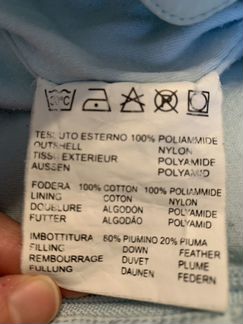 TESSUTO ESTERNO 100% POLIAMMIDE
OUTSHELL NYLON
TISSU EXTERIEUR POLYAMIDE
AUSSEN POLYAMID
FODERA 100% COTTON 100% POLIAMMIDE
LINING COTON NYLON
DOUBLURE ALGODON POLYAMIDE
FUTTER ALGODÃO POLYAMID
IMBOTTITURA 80% PIUMINO 20% PIUMA
FILLING DOWN FEATHER
REMBOURRAGE DUVET PLUME
FULLUNG DAUNEN FEDERN